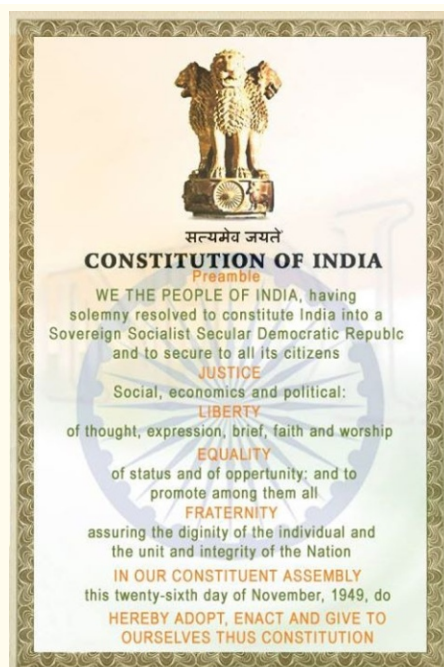 सत्यमेव जयते
CONSTITUTION OF INDIA
Preamble
WE THE PEOPLE OF INDIA, having
solemny resolved to constitute India into a
Sovereign Socialist Secular Democratic Republc
and to secure to all its citizens
JUSTICE
Social, economics and political:
LIBERTY
of thought, expression, brief, faith and worship
EQUALITY
of status and of oppertunity: and to
promote among them all
FRATERNITY
assuring the diginity of the individual and
the unit and integrity of the Nation
IN OUR CONSTITUENT ASSEMBLY
this twenty-sixth day of November, 1949, do
HEREBY ADOPT, ENACT AND GIVE TO
OURSELVES THUS CONSTITUTION